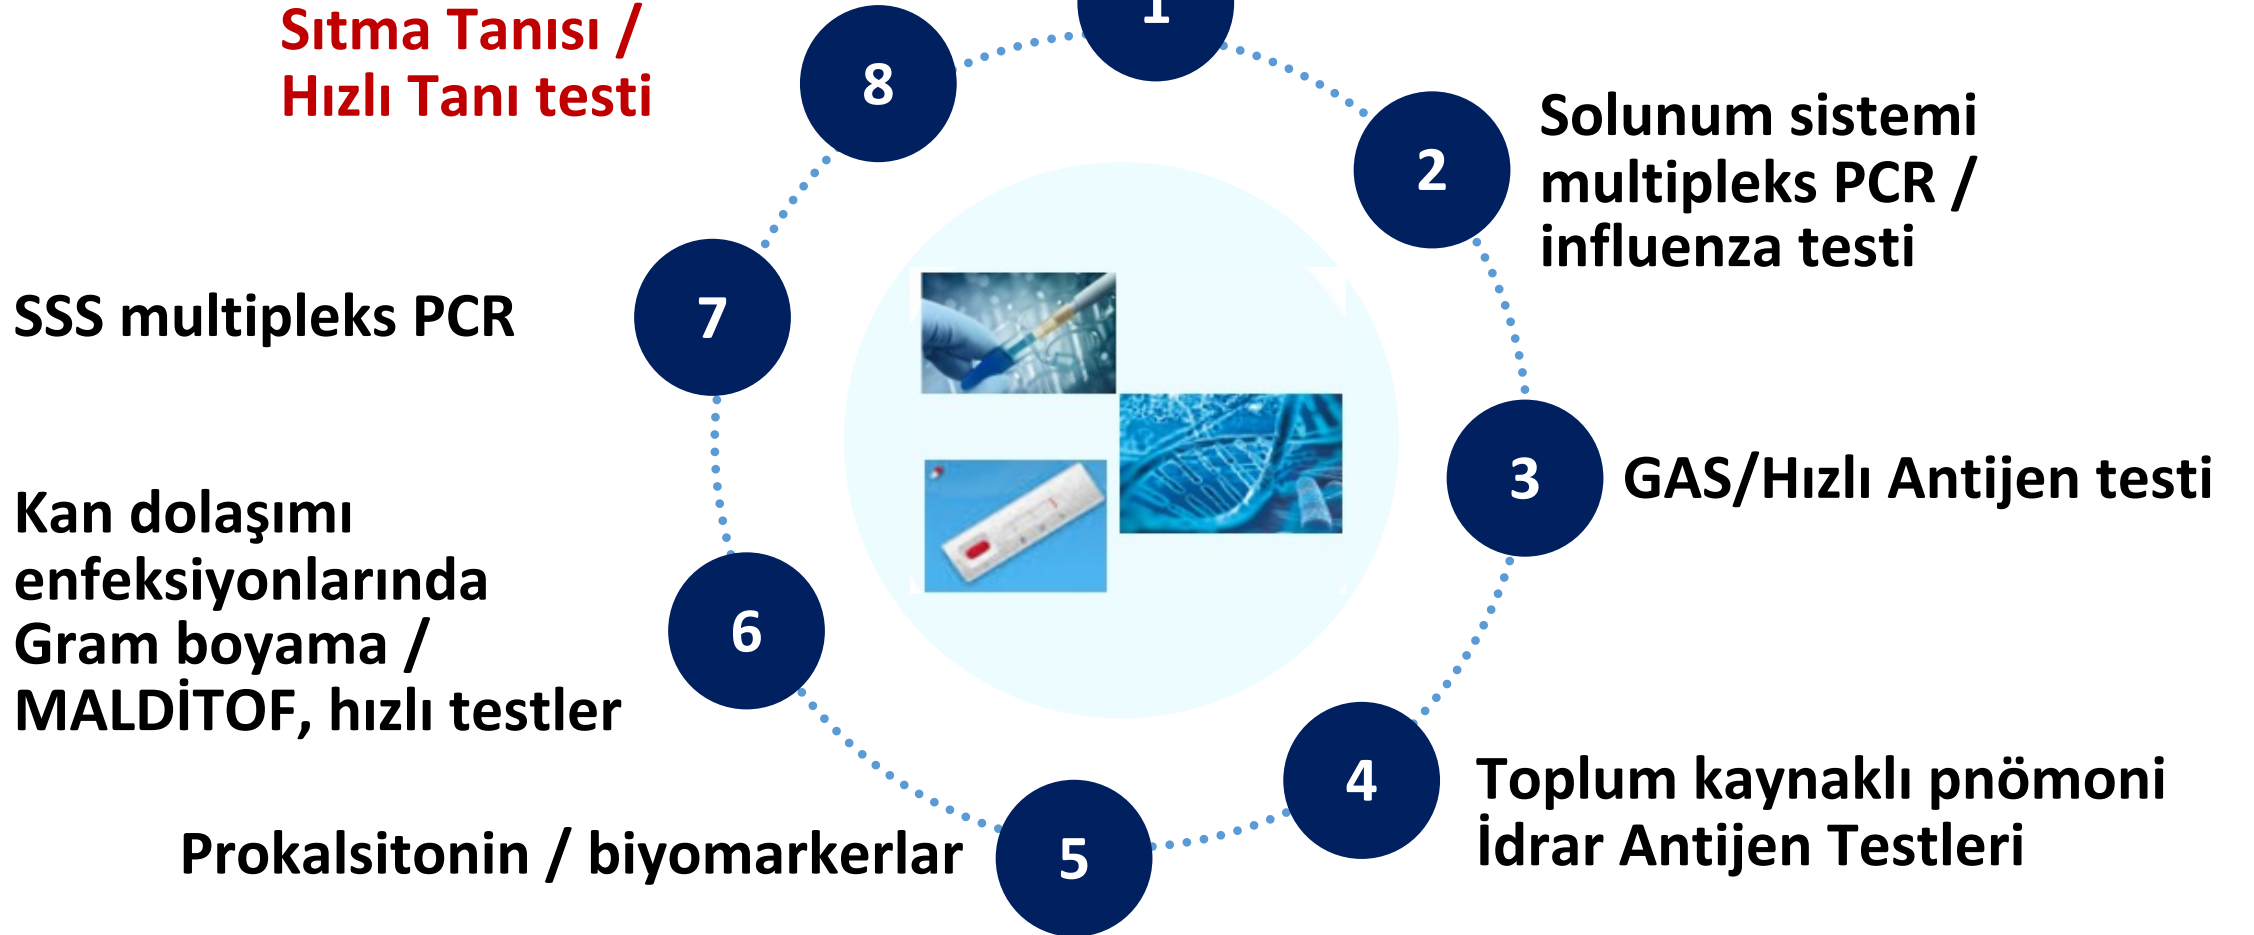 1
2
Solunum sistemi
multipleks PCR /
influenza testi
3
GAS/Hızlı Antijen testi
4
Toplum kaynaklı pnömoni
İdrar Antijen Testleri
5
Prokalsitonin / biyomarkerlar
6
Kan dolaşımı
enfeksiyonlarında
Gram boyama /
MALDİTOF, hızlı testler
7
SSS multipleks PCR
8
Sıtma Tanısı /
Hızlı Tanı testi